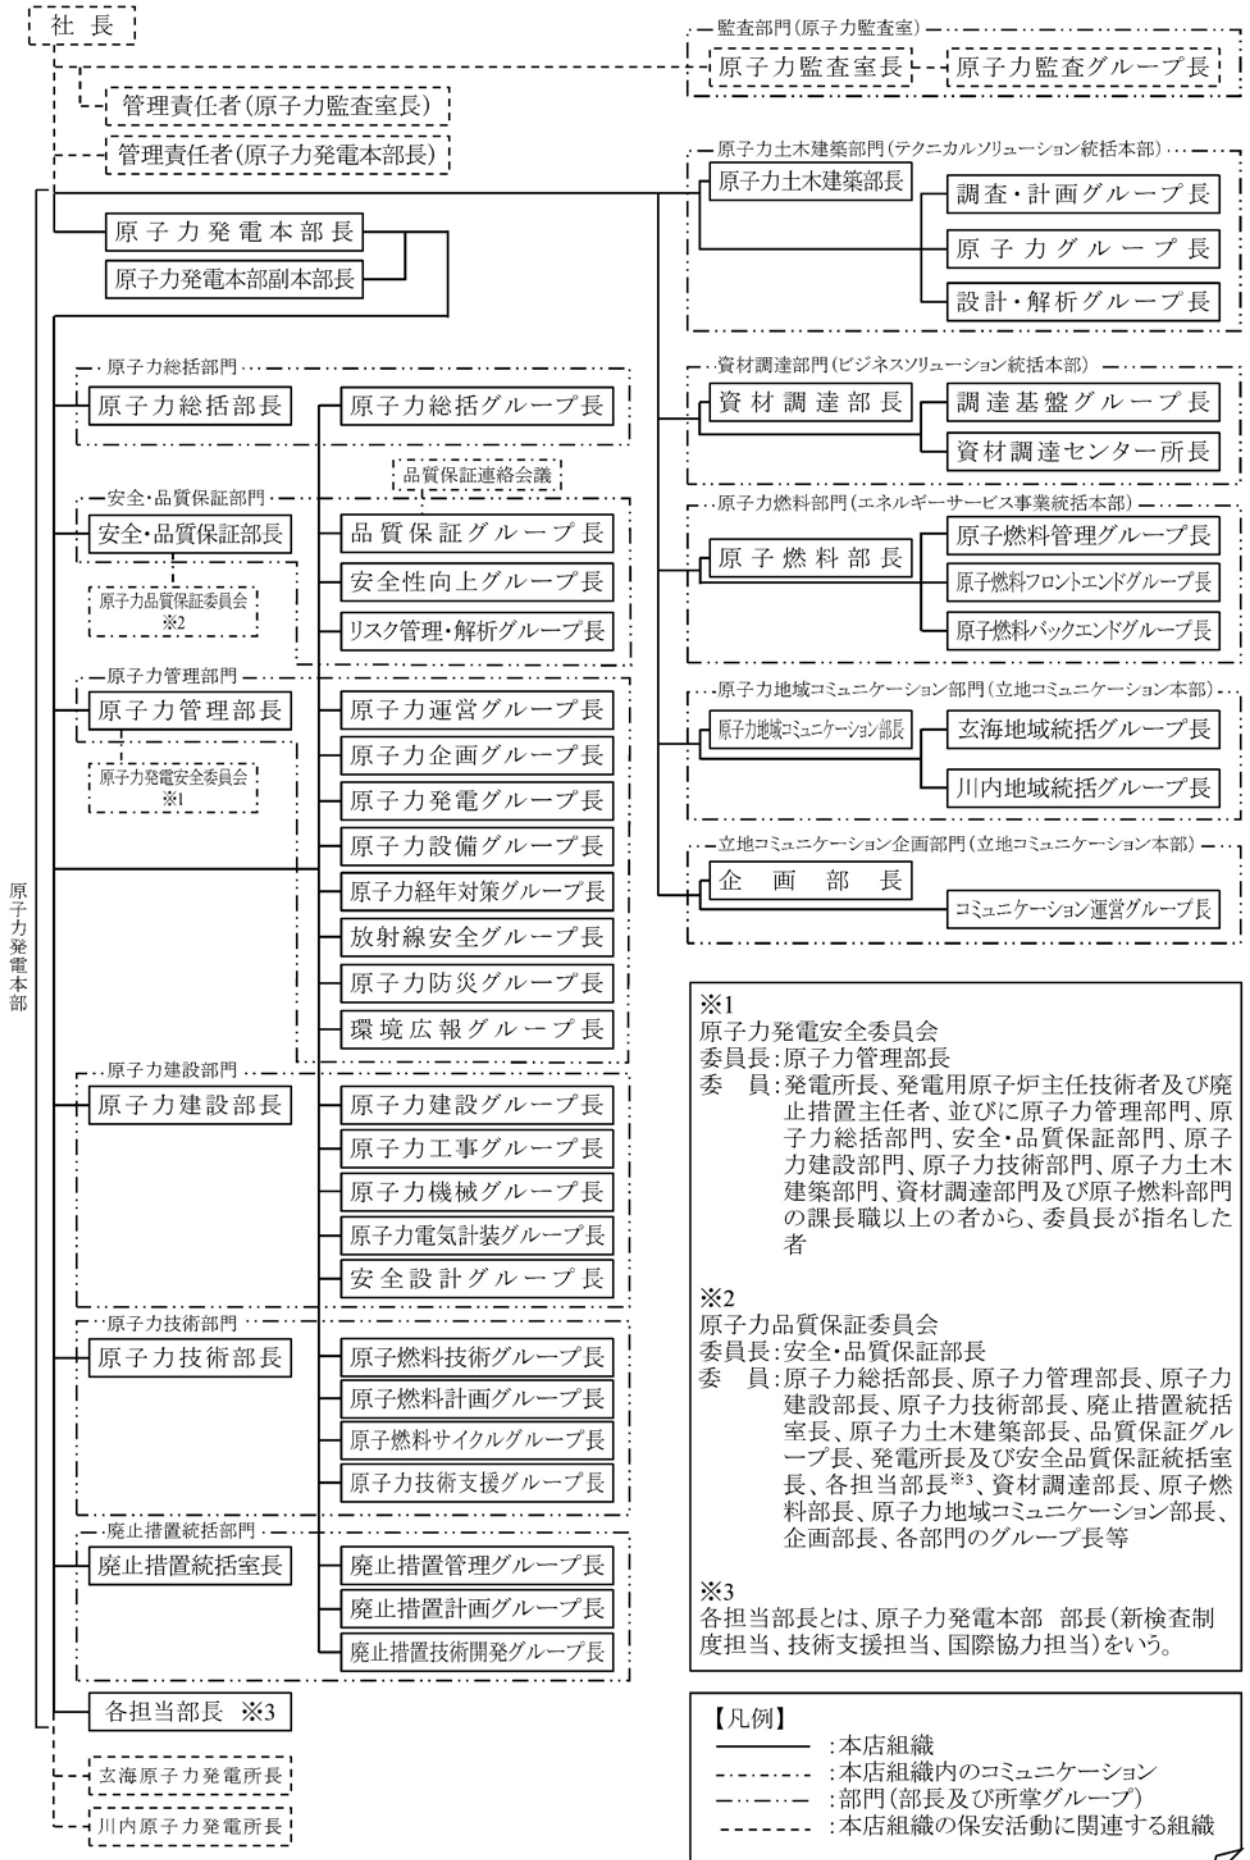 社長
管理責任者(原子力監査室長)
管理責任者(原子力発電本部長)
原子力発電本部長
原子力発電本部副本部長
原子力発電本部
原子力総括部門
原子力総括部長
原子力総括グループ長
品質保証連絡会議
安全・品質保証部門
安全・品質保証部長
品質保証グループ長
安全性向上グループ長
原子力品質保証委員会
※2
リスク管理・解析グループ長
原子力管理部門
原子力管理部長
原子力運営グループ長
原子力企画グループ長
原子力発電安全委員会
※1
原子力発電グループ長
原子力設備グループ長
原子力経年対策グループ長
放射線安全グループ長
原子力防災グループ長
環境広報グループ長
原子力建設部門
原子力建設部長
原子力建設グループ長
原子力工事グループ長
原子力機械グループ長
原子力電気計装グループ長
安全設計グループ長
原子力技術部門
原子力技術部長
原子燃料技術グループ長
原子燃料計画グループ長
原子燃料サイクルグループ長
原子力技術支援グループ長
廃止措置統括部門
廃止措置統括室長
廃止措置管理グループ長
廃止措置計画グループ長
廃止措置技術開発グループ長
各担当部長 ※3
玄海原子力発電所長
川内原子力発電所長
監査部門(原子力監査室)
原子力監査室長
原子力監査グループ長
原子力土木建築部門(テクニカルソリューション統括本部)
原子力土木建築部長
調査・計画グループ長
原子力グループ長
設計・解析グループ長
資材調達部門(ビジネスソリューション統括本部)
資材調達部長
調達基盤グループ長
資材調達センター所長
原子力燃料部門(エネルギーサービス事業統括本部)
原子燃料部長
原子燃料管理グループ長
原子燃料フロントエンドグループ長
原子燃料バックエンドグループ長
原子力地域コミュニケーション部門(立地コミュニケーション本部)
原子力地域コミュニケーション部長
玄海地域統括グループ長
川内地域統括グループ長
立地コミュニケーション企画部門(立地コミュニケーション本部)
企画部長
コミュニケーション運営グループ長
※1
原子力発電安全委員会
委員長:原子力管理部長
委　員:発電所長、発電用原子炉主任技術者及び廃
止措置主任者、並びに原子力管理部門、原
子力総括部門、安全・品質保証部門、原子
力建設部門、原子力技術部門、原子力土木
建築部門、資材調達部門及び原子燃料部門
の課長職以上の者から、委員長が指名した
者
※2
原子力品質保証委員会
委員長:安全・品質保証部長
委　員:原子力総括部長、原子力管理部長、原子力
建設部長、原子力技術部長、廃止措置統括
室長、原子力土木建築部長、品質保証グル
ープ長、発電所長及び安全品質保証統括室
長、各担当部長※3、資材調達部長、原子燃
料部長、原子力地域コミュニケーション部長、
企画部長、各部門のグループ長等
※3
各担当部長とは、原子力発電本部　部長(新検査制
度担当、技術支援担当、国際協力担当)をいう。
【凡例】
:本店組織
:本店組織内のコミュニケーション
:部門(部長及び所掌グループ)
:本店組織の保安活動に関連する組織